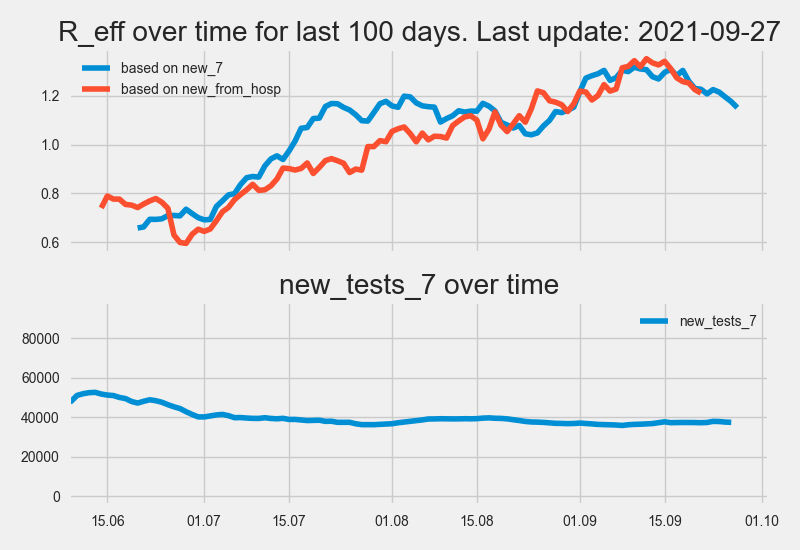 R_eff over time for last 100 days. Last update: 2021-09-27
based on new_7
based on new_from_hosp
1.2
1.0
0.8
0.6
new_tests_7 over time
new_tests_7
80000
60000
40000
20000
0
15.06 01.07 15.07 01.08 15.08 01.09 15.09 01.10